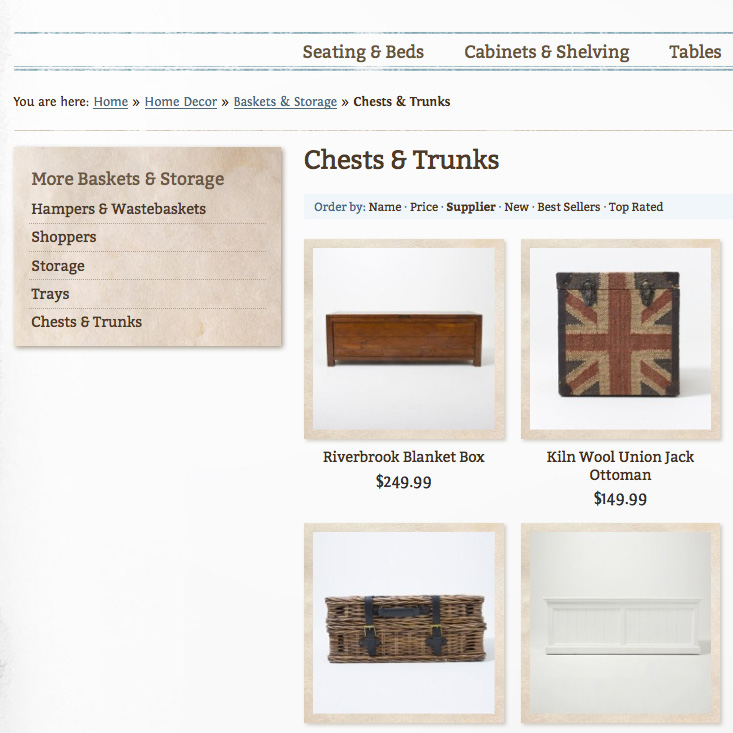 Seating & Beds Cabinets & Shelving Tables
You are here: Home » Home Decor » Baskets & Storage » Chests & Trunks
More Baskets & Storage
Hampers & Wastebaskets
Shoppers
Storage
Trays
Chests & Trunks
Chests & Trunks
Order by: Name · Price · Supplier · New · Best Sellers · Top Rated
Riverbrook Blanket Box
$249.99
Kiln Wool Union Jack
Ottoman
$149.99